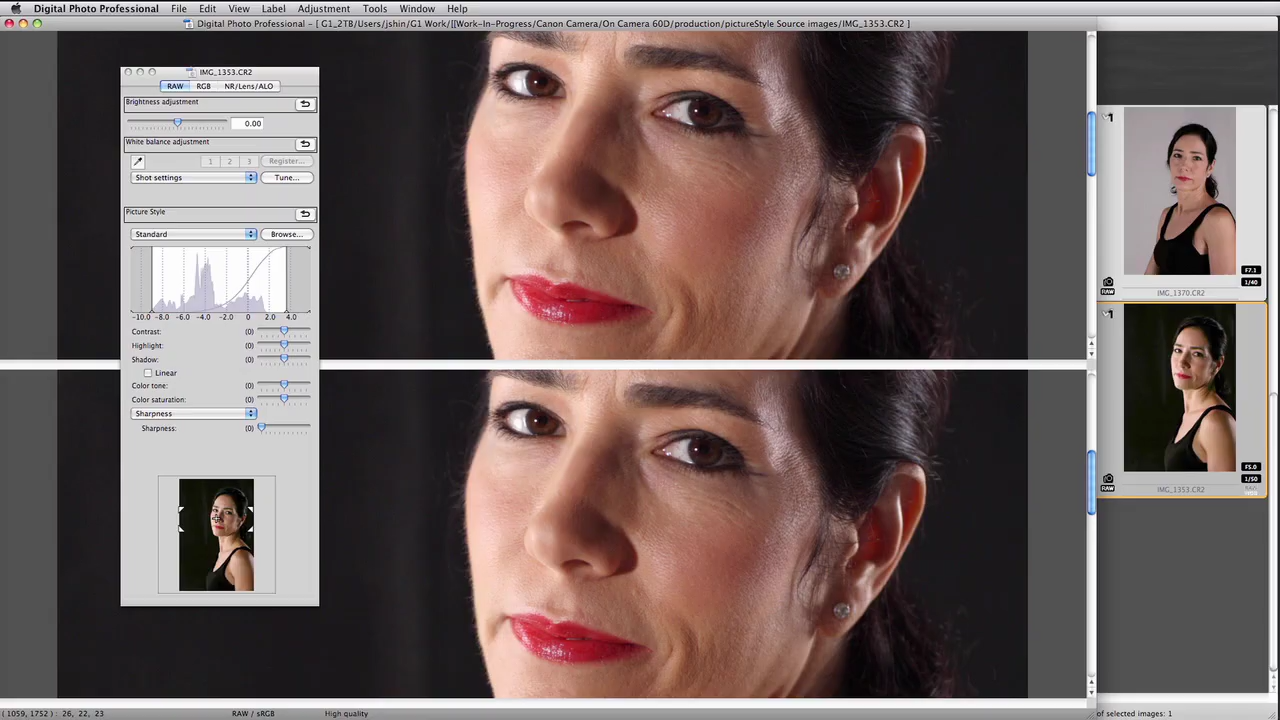 Digital Photo Professional File Edit View Label Adjustment Tools Window Help
Digital Photo Professional - [ G1_2TB/Users/jshin/G1 Work/[[Work-In-Progress/Canon Camera/On Camera 60D/production/pictureStyle Source images/IMG_1353.CR2 ]
IMG_1353.CR2
RAW RGB NR/Lens/ALO
Brightness adjustment
0.00
White balance adjustment
1 2 3 Register...
Shot settings Tune...
Picture Style
Standard Browse...
-10.0 -8.0 -6.0 -4.0 -2.0 0 2.0 4.0
Contrast: (0)
Highlight: (0)
Shadow: (0)
Linear
Color tone: (0)
Color saturation: (0)
Sharpness
Sharpness: (0)
1
F7.1
1/40
RAW
IMG_1370.CR2
1
F5.0
1/50
RAW
IMG_1353.CR2
(1059, 1752) : 26, 22, 23 RAW / sRGB High quality
of selected images: 1